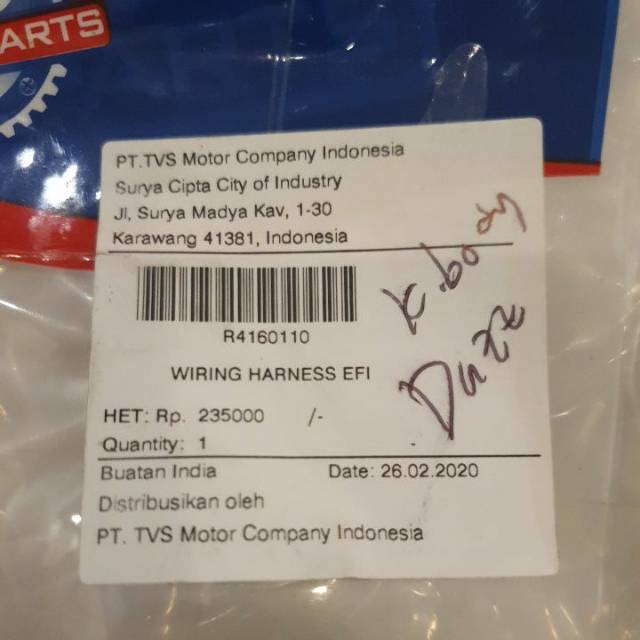 ARTS
PT.TVS Motor Company Indonesia
Surya Cipta City of Industry
Jl, Surya Madya Kav, 1-30
Karawang 41381, Indonesia
K.body
Dazz
R4160110
WIRING HARNESS EFI
HET: Rp. 235000 /-
Quantity: 1
Buatan India Date: 26.02.2020
Distribusikan oleh
PT. TVS Motor Company Indonesia